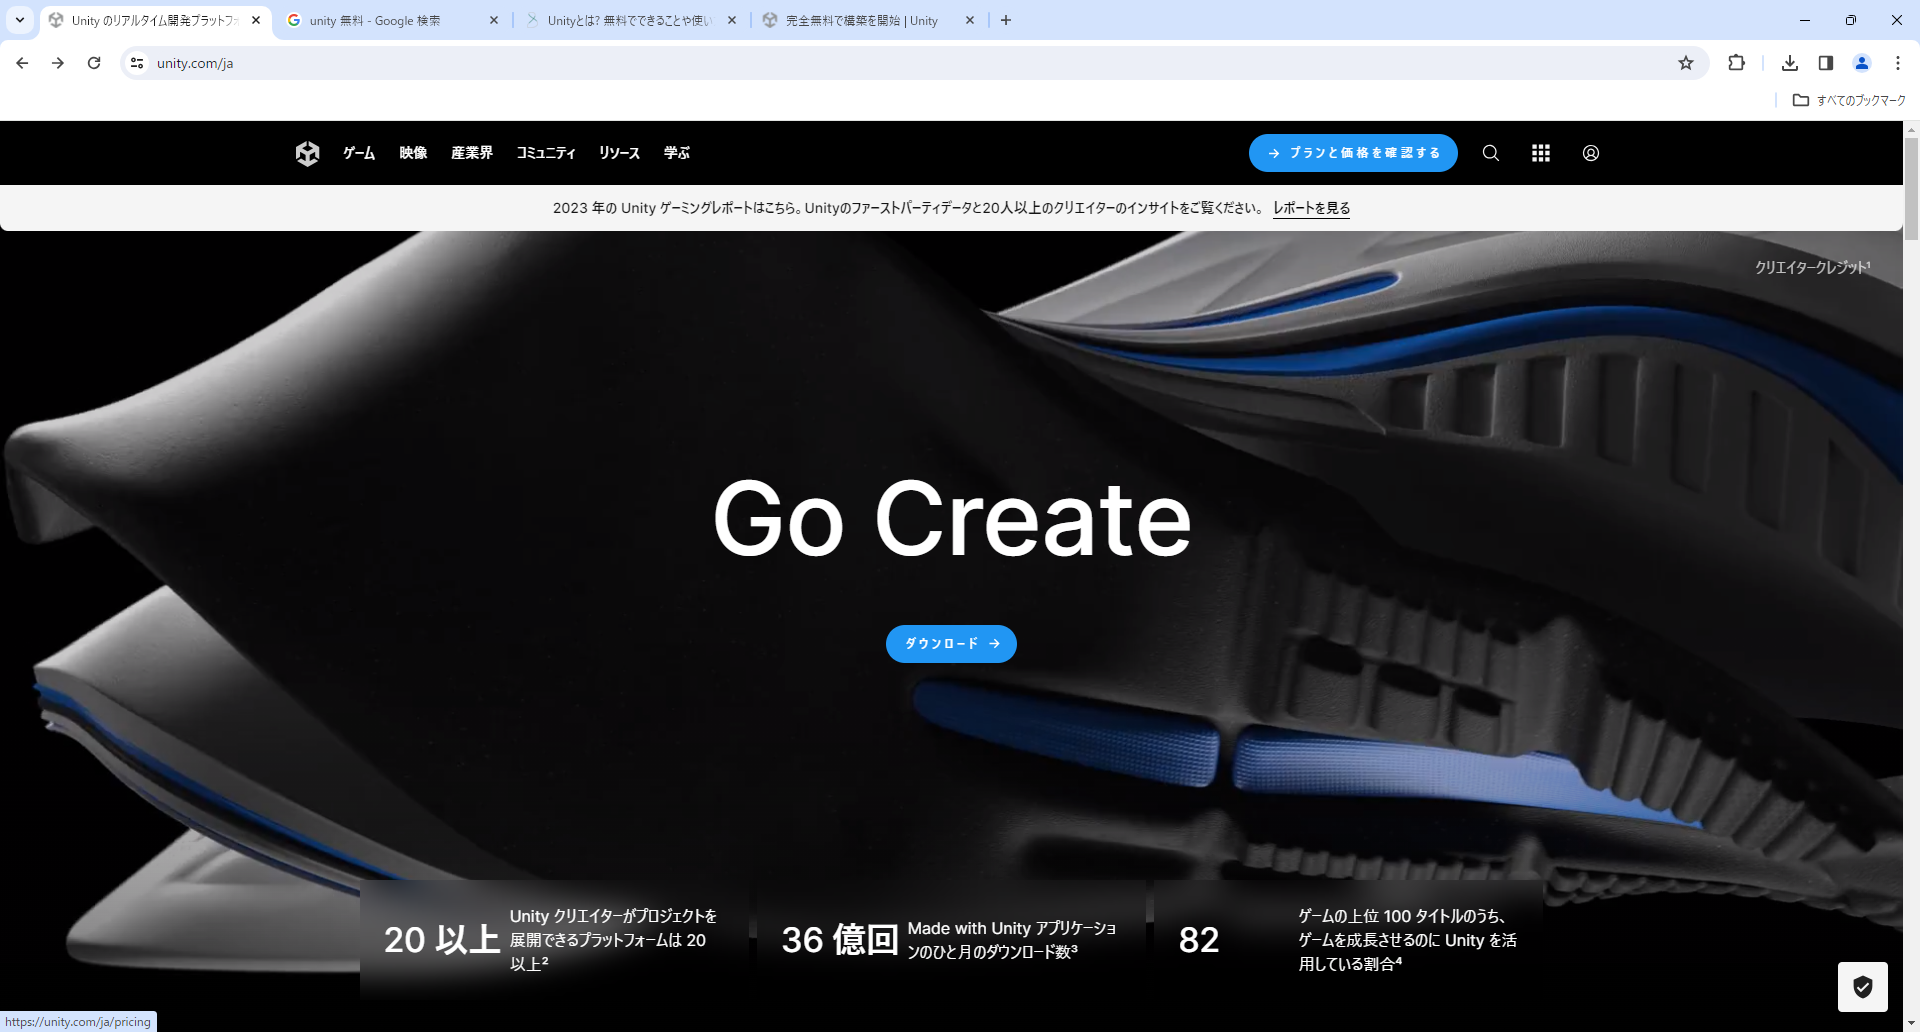 Unity のリアルタイム開発プラットフォ
unity 無料 - Google 検索
Unityとは? 無料でできることや使い
完全無料で構築を開始 | Unity
unity.com/ja
すべてのブックマーク
ゲーム 映像 産業界 コミュニティ リソース 学ぶ
→ プランと価格を確認する
2023 年の Unity ゲーミングレポートはこちら。Unityのファーストパーティデータと20人以上のクリエイターのインサイトをご覧ください。 レポートを見る
クリエイタークレジット¹
Go Create
ダウンロード →
20 以上
Unity クリエイターがプロジェクトを
展開できるプラットフォームは 20
以上²
36 億回
Made with Unity アプリケーショ
ンのひと月のダウンロード数³
82
ゲームの上位 100 タイトルのうち、
ゲームを成長させるのに Unity を活
用している割合⁴
https://unity.com/ja/pricing